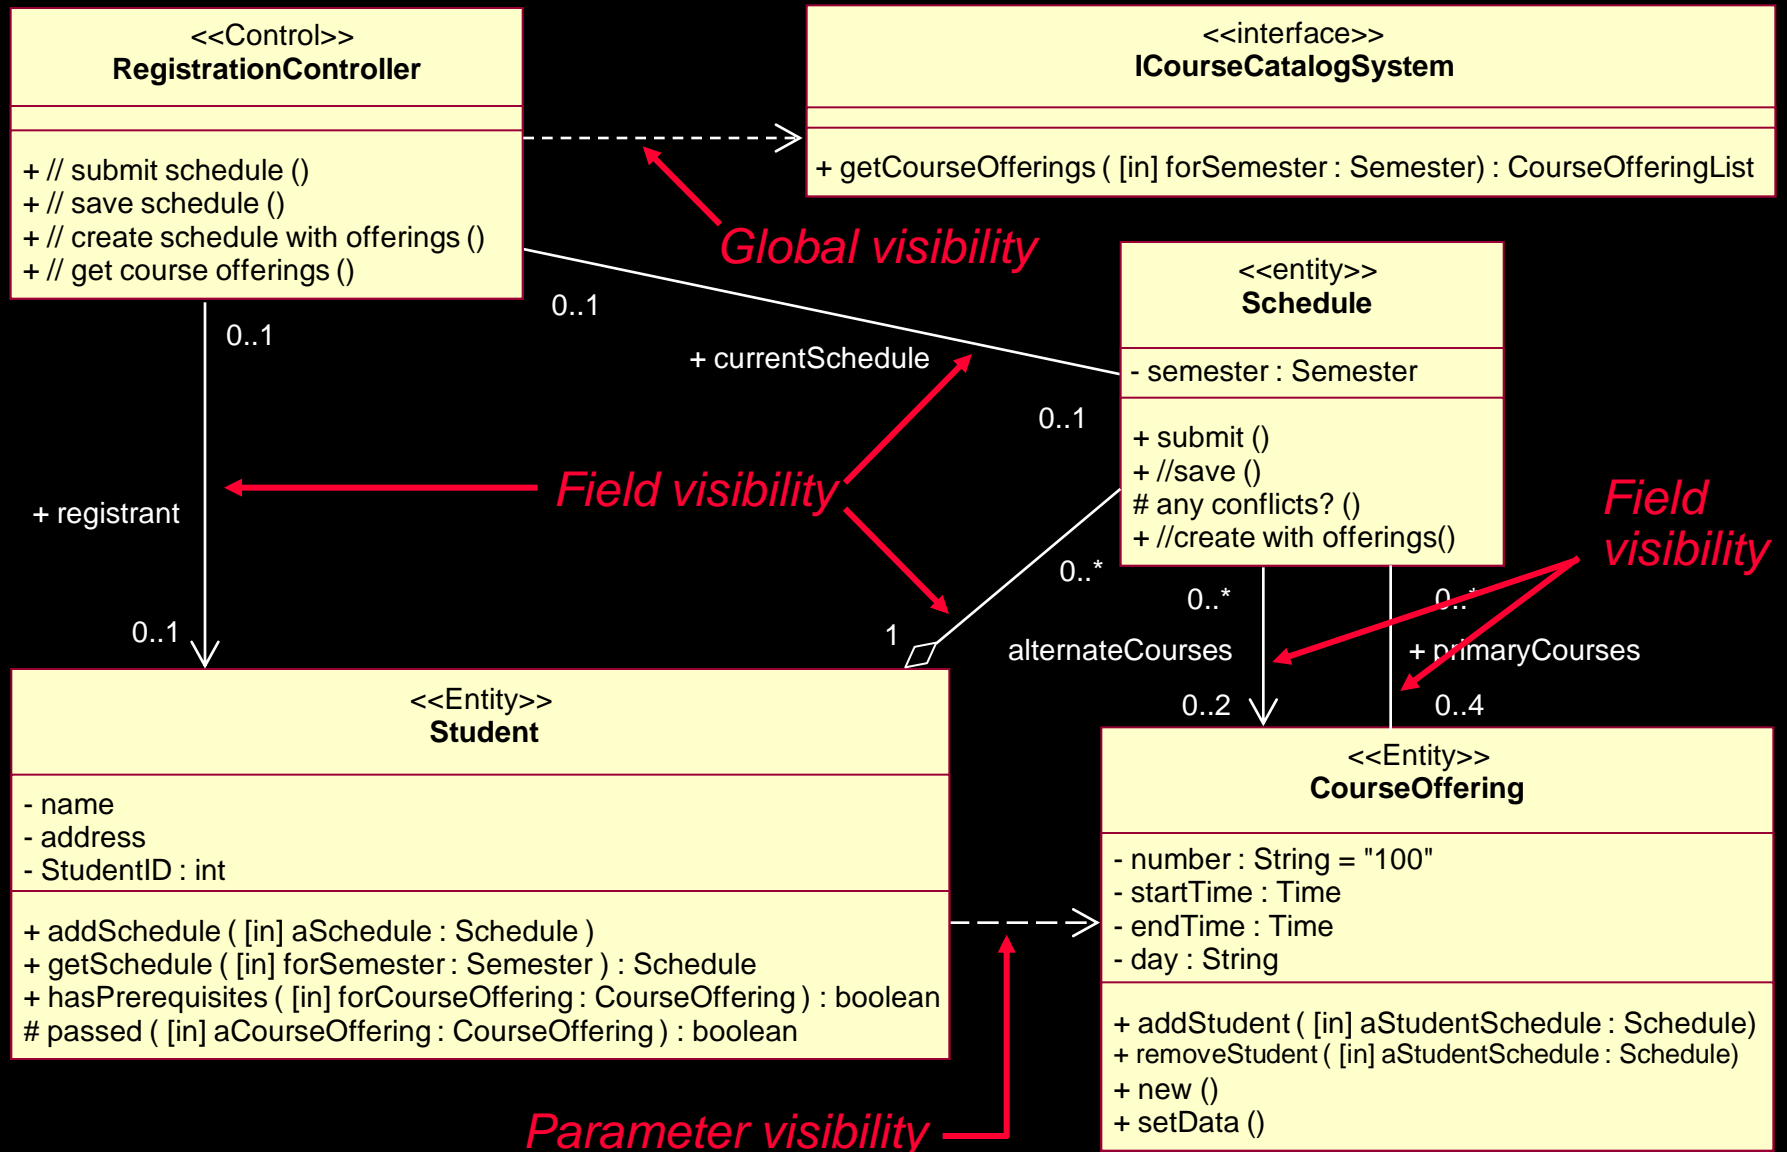 <<Control>>
RegistrationController
+ // submit schedule ()
+ // save schedule ()
+ // create schedule with offerings ()
+ // get course offerings ()
<<interface>>
ICourseCatalogSystem
+ getCourseOfferings ( [in] forSemester : Semester) : CourseOfferingList
Global visibility
0..1
0..1
+ currentSchedule
0..1
<<entity>>
Schedule
- semester : Semester
+ submit ()
+ //save ()
# any conflicts? ()
+ //create with offerings()
Field visibility
Field
visibility
+ registrant
0..1
0..*
1
0..*
0..*
alternateCourses
+ primaryCourses
0..2
0..4
<<Entity>>
Student
- name
- address
- StudentID : int
+ addSchedule ( [in] aSchedule : Schedule )
+ getSchedule ( [in] forSemester : Semester ) : Schedule
+ hasPrerequisites ( [in] forCourseOffering : CourseOffering ) : boolean
# passed ( [in] aCourseOffering : CourseOffering ) : boolean
<<Entity>>
CourseOffering
- number : String = "100"
- startTime : Time
- endTime : Time
- day : String
+ addStudent ( [in] aStudentSchedule : Schedule)
+ removeStudent ( [in] aStudentSchedule : Schedule)
+ new ()
+ setData ()
Parameter visibility